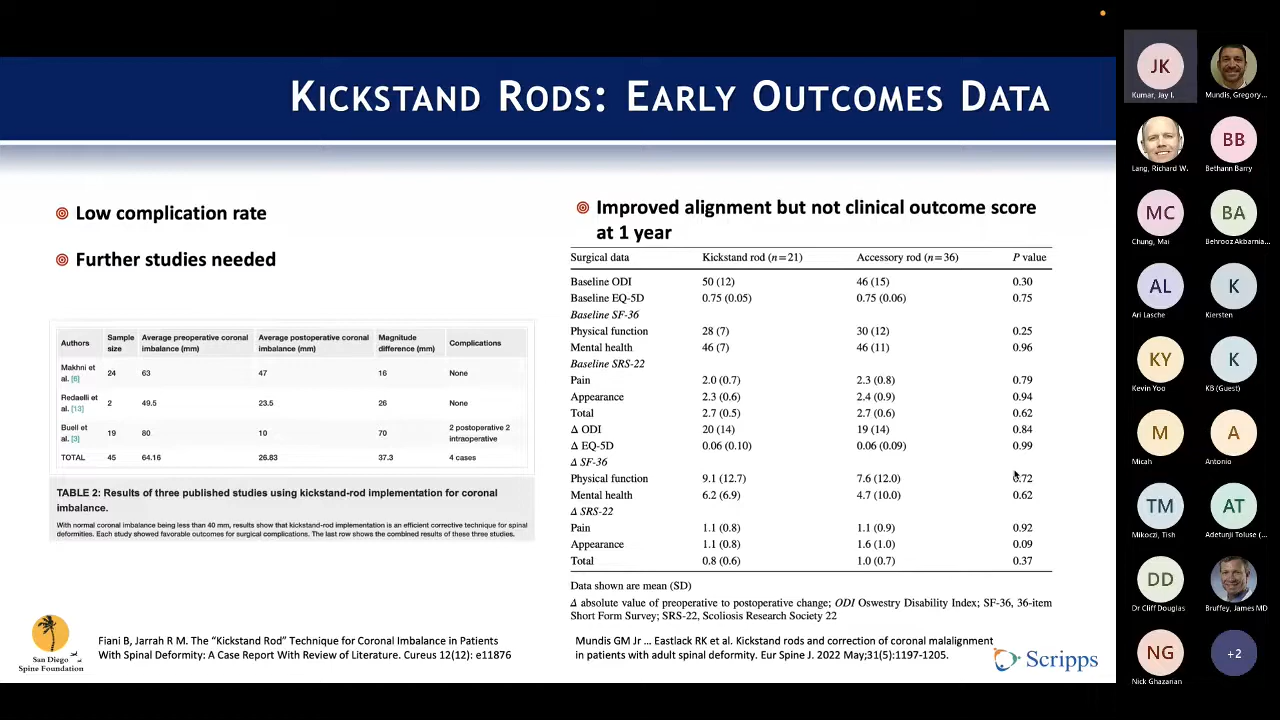 KICKSTAND RODS: EARLY OUTCOMES DATA
Low complication rate
Further studies needed
Authors Sample size Average preoperative coronal imbalance (mm) Average postoperative coronal imbalance (mm) Magnitude difference (mm) Complications
Makhni et al. [6] 24 63 47 16 None
Redaelli et al. [13] 2 49.5 23.5 26 None
Buell et al. [3] 19 80 10 70 2 postoperative 2 intraoperative
TOTAL 45 64.16 26.83 37.3 4 cases
TABLE 2: Results of three published studies using kickstand-rod implementation for coronal
imbalance.
With normal coronal imbalance being less than 40 mm, results show that kickstand-rod implementation is an efficient corrective technique for spinal
deformities. Each study showed favorable outcomes for surgical complications. The last row shows the combined results of these three studies.
San Diego
Spine Foundation
Fiani B, Jarrah R M. The “Kickstand Rod” Technique for Coronal Imbalance in Patients
With Spinal Deformity: A Case Report With Review of Literature. Cureus 12(12): e11876
Improved alignment but not clinical outcome score
at 1 year
Surgical data Kickstand rod (n=21) Accessory rod (n=36) P value
Baseline ODI 50 (12) 46 (15) 0.30
Baseline EQ-5D 0.75 (0.05) 0.75 (0.06) 0.75
Baseline SF-36
Physical function 28 (7) 30 (12) 0.25
Mental health 46 (7) 46 (11) 0.96
Baseline SRS-22
Pain 2.0 (0.7) 2.3 (0.8) 0.79
Appearance 2.3 (0.6) 2.4 (0.9) 0.94
Total 2.7 (0.5) 2.7 (0.6) 0.62
Δ ODI 20 (14) 19 (14) 0.84
Δ EQ-5D 0.06 (0.10) 0.06 (0.09) 0.99
Δ SF-36
Physical function 9.1 (12.7) 7.6 (12.0) 0.72
Mental health 6.2 (6.9) 4.7 (10.0) 0.62
Δ SRS-22
Pain 1.1 (0.8) 1.1 (0.9) 0.92
Appearance 1.1 (0.8) 1.6 (1.0) 0.09
Total 0.8 (0.6) 1.0 (0.7) 0.37
Data shown are mean (SD)
Δ absolute value of preoperative to postoperative change; ODI Oswestry Disability Index; SF-36, 36-item
Short Form Survey; SRS-22, Scoliosis Research Society 22
Mundis GM Jr ... Eastlack RK et al. Kickstand rods and correction of coronal malalignment
in patients with adult spinal deformity. Eur Spine J. 2022 May;31(5):1197-1205.
Scripps
JK
Kumar, Jay I. Mundis, Gregory...
BB
Lang, Richard W. Bethann Barry
MC BA
Chung, Mai Behrooz Akbarnia...
AL K
Ari Lasche Kiersten
KY K
Kevin Yoo KB (Guest)
M A
Micah Antonio
TM AT
Mikoczi, Tish Adetunji Toluse (...
DD
Dr Cliff Douglas Bruffey, James MD
NG +2
Nick Ghazanan